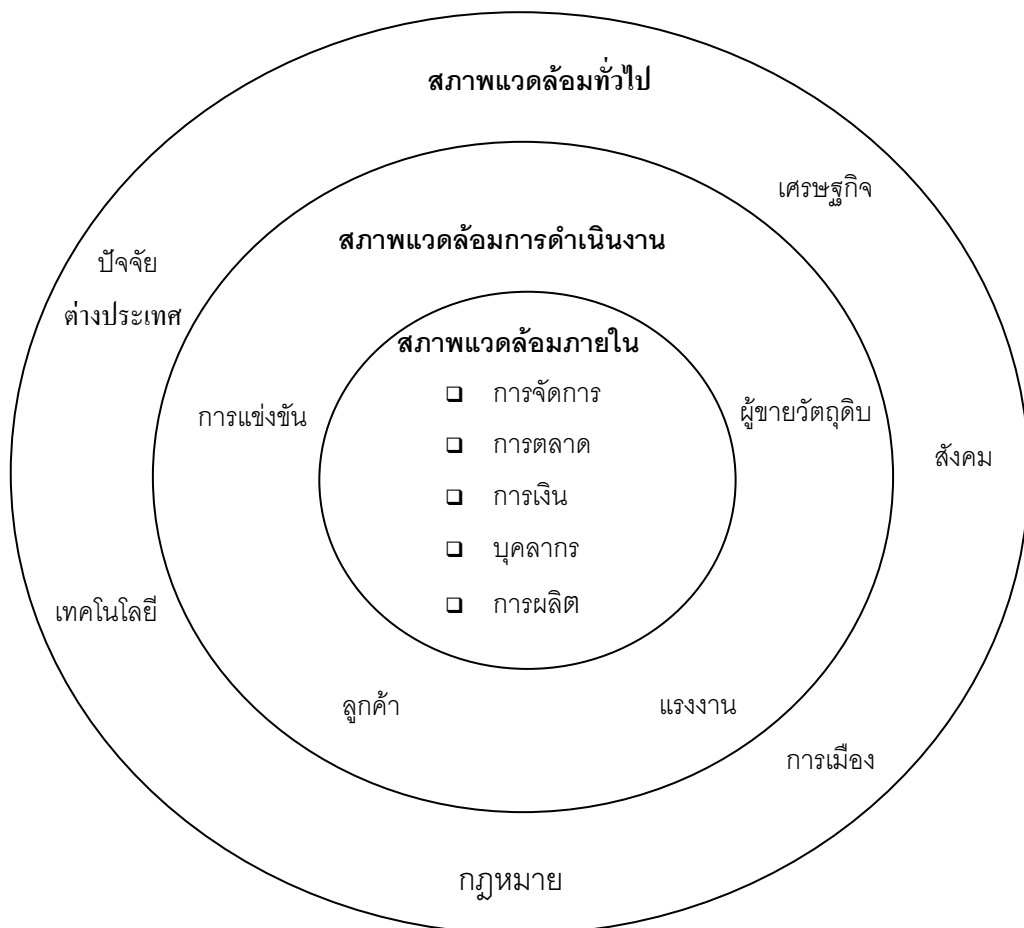 สภาพแวดล้อมทั่วไป
เศรษฐกิจ
สภาพแวดล้อมการดำเนินงาน
ปัจจัย
ต่างประเทศ
สภาพแวดล้อมภายใน
❑ การจัดการ
การแข่งขัน
ผู้ขายวัตถุดิบ
❑ การตลาด
สังคม
❑ การเงิน
❑ บุคลากร
❑ การผลิต
เทคโนโลยี
ลูกค้า
แรงงาน
การเมือง
กฎหมาย